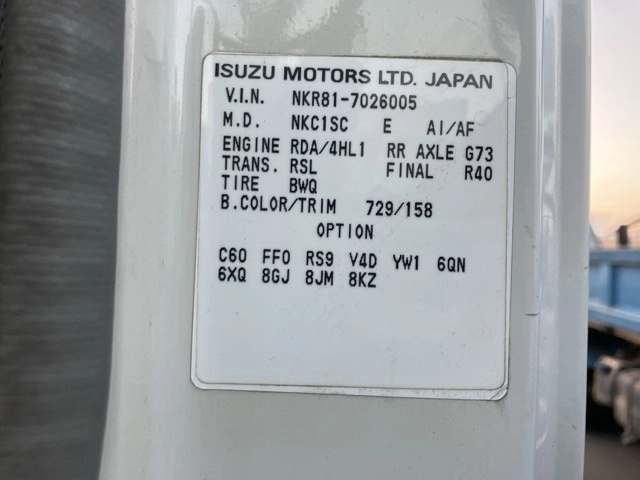 ISUZU MOTORS LTD. JAPAN
V.I.N. NKR81-7026005
M.D. NKC1SC E AI/AF
ENGINE RDA/4HL1 RR AXLE G73
TRANS. RSL FINAL R40
TIRE BWQ
B.COLOR/TRIM 729/158
OPTION
C60 FF0 RS9 V4D YW1 6QN
6XQ 8GJ 8JM 8KZ